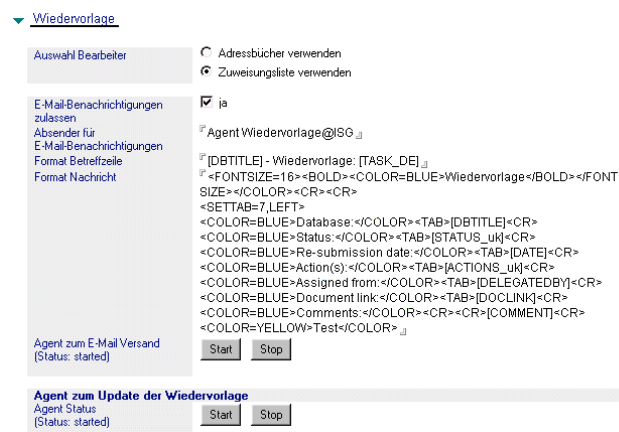 Wiedervorlage
Auswahl Bearbeiter
Adressbücher verwenden
Zuweisungsliste verwenden
E-Mail-Benachrichtigungen zulassen
ja
Absender für E-Mail-Benachrichtigungen
Agent Wiedervorlage@ISG
Format Betreffzeile
[DBTITLE] - Wiedervorlage: [TASK_DE]
Format Nachricht
<FONTSIZE=16><BOLD><COLOR=BLUE>Wiedervorlage</BOLD></FONT
SIZE></COLOR><CR><CR>
<SETTAB=7,LEFT>
<COLOR=BLUE>Database:</COLOR><TAB>[DBTITLE]<CR>
<COLOR=BLUE>Status:</COLOR><TAB>[STATUS_uk]<CR>
<COLOR=BLUE>Re-submission date:</COLOR><TAB>[DATE]<CR>
<COLOR=BLUE>Action(s):</COLOR><TAB>[ACTIONS_uk]<CR>
<COLOR=BLUE>Assigned from:</COLOR><TAB>[DELEGATEDBY]<CR>
<COLOR=BLUE>Document link:</COLOR><TAB>[DOCLINK]<CR>
<COLOR=BLUE>Comments:</COLOR><CR><CR>[COMMENT]<CR>
<COLOR=YELLOW>Test</COLOR>
Agent zum E-Mail Versand
(Status: started)
Start Stop
Agent zum Update der Wiedervorlage
Agent Status
(Status: started)
Start Stop